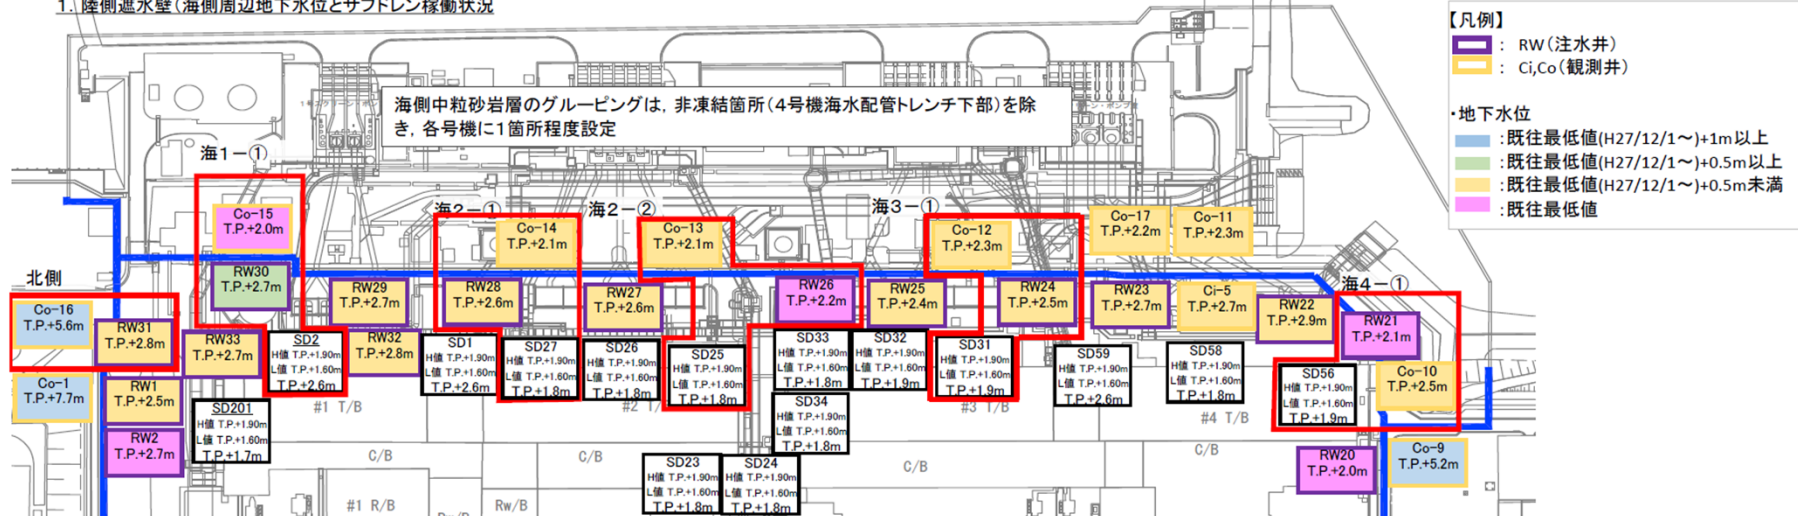 1. 陸側遮水壁(海側周辺地下水位とサブドレン稼働状況
【凡例】
: RW(注水井)
: Ci,Co(観測井)
・地下水位
:既往最低値(H27/12/1～)+1m以上
:既往最低値(H27/12/1～)+0.5m以上
:既往最低値(H27/12/1～)+0.5m未満
:既往最低値
海側中粒砂岩層のグルーピングは，非凍結箇所(4号機海水配管トレンチ下部)を除
き，各号機に1箇所程度設定
海1-①
海2-①
海2-②
海3-①
海4-①
北側
Co-15
T.P.+2.0m
Co-14
T.P.+2.1m
Co-13
T.P.+2.1m
Co-12
T.P.+2.3m
Co-17
T.P.+2.2m
Co-11
T.P.+2.3m
Co-16
T.P.+5.6m
RW31
T.P.+2.8m
RW30
T.P.+2.7m
RW29
T.P.+2.7m
RW28
T.P.+2.6m
RW27
T.P.+2.6m
RW26
T.P.+2.2m
RW25
T.P.+2.4m
RW24
T.P.+2.5m
RW23
T.P.+2.7m
Ci-5
T.P.+2.7m
RW22
T.P.+2.9m
RW21
T.P.+2.1m
RW33
T.P.+2.7m
SD2
H値 T.P.+1.90m
L値 T.P.+1.60m
T.P.+2.6m
RW32
T.P.+2.8m
SD1
H値 T.P.+1.90m
L値 T.P.+1.60m
T.P.+2.6m
SD27
H値 T.P.+1.90m
L値 T.P.+1.60m
T.P.+1.8m
SD26
H値 T.P.+1.90m
L値 T.P.+1.60m
T.P.+1.8m
SD25
H値 T.P.+1.90m
L値 T.P.+1.60m
T.P.+1.8m
SD33
H値 T.P.+1.90m
L値 T.P.+1.60m
T.P.+1.8m
SD32
H値 T.P.+1.90m
L値 T.P.+1.60m
T.P.+1.9m
SD31
H値 T.P.+1.90m
L値 T.P.+1.60m
T.P.+1.9m
SD59
H値 T.P.+1.90m
L値 T.P.+1.60m
T.P.+2.6m
SD58
H値 T.P.+1.90m
L値 T.P.+1.60m
T.P.+1.8m
SD56
H値 T.P.+1.90m
L値 T.P.+1.60m
T.P.+1.9m
Co-10
T.P.+2.5m
Co-1
T.P.+7.7m
RW1
T.P.+2.5m
RW2
T.P.+2.7m
SD201
H値 T.P.+1.90m
L値 T.P.+1.60m
T.P.+1.7m
SD34
H値 T.P.+1.90m
L値 T.P.+1.60m
T.P.+1.8m
SD23
H値 T.P.+1.90m
L値 T.P.+1.60m
T.P.+1.8m
SD24
H値 T.P.+1.90m
L値 T.P.+1.60m
T.P.+1.8m
RW20
T.P.+2.0m
Co-9
T.P.+5.2m
#1 T/B
#2 T/
#3 T/B
#4 T/B
C/B
C/B
C/B
C/B
#1 R/B
Rw/B